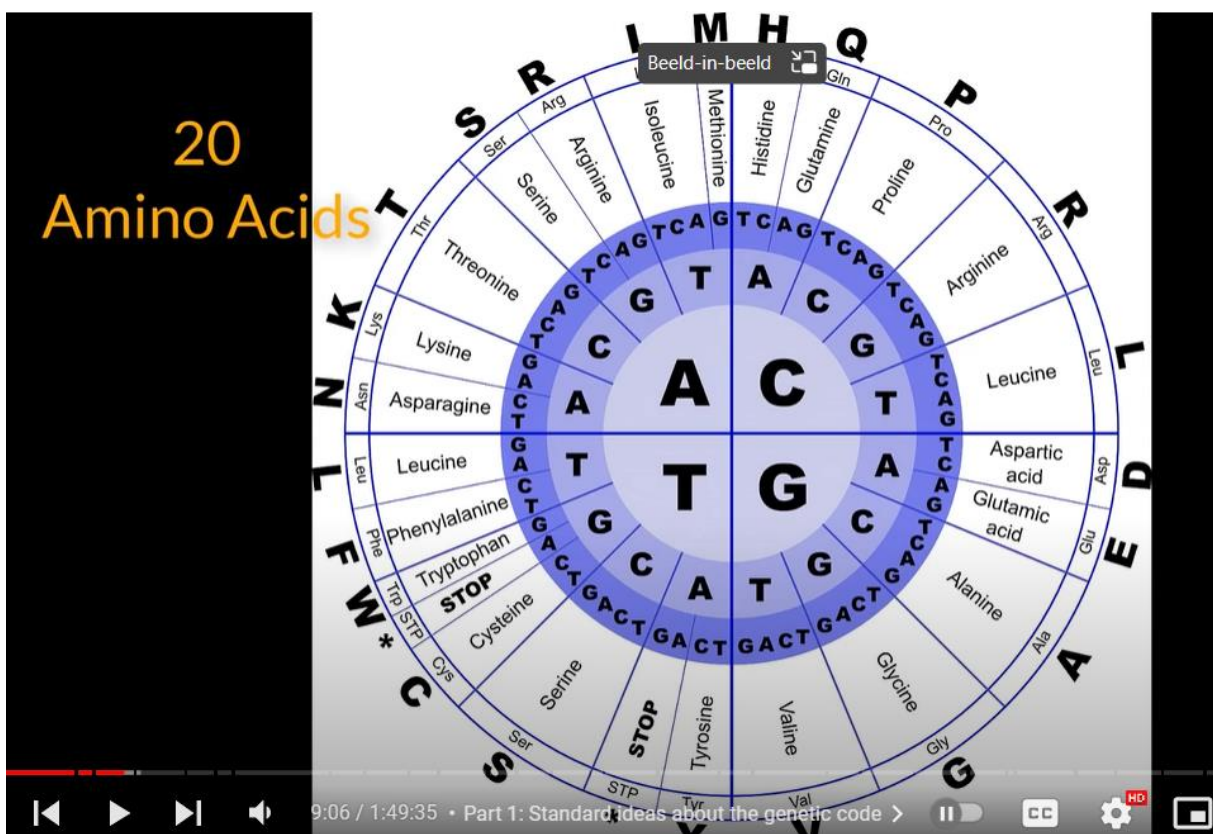 20
Amino Acids
Beeld-in-beeld
I
M
H
Q
P
R
L
D
E
A
G
S
C
*
W
F
L
N
K
T
S
R
Gln
Pro
Arg
Leu
Asp
Glu
Ala
Gly
Val
Tyr
STP
Ser
Cys
STP
Trp
Phe
Leu
Asn
Lys
Thr
Ser
Arg
Isoleucine
Methionine
Histidine
Glutamine
Proline
Arginine
Leucine
Aspartic
acid
Glutamic
acid
Alanine
Glycine
Valine
Tyrosine
STOP
Serine
Cysteine
STOP
Tryptophan
Phenylalanine
Leucine
Asparagine
Lysine
Threonine
Serine
Arginine
T C A G T C A G T C A G T C A G
T C A G T C A G T C A G T C A G
T C A G T C A G T C A G T C A G
T C A G T C A G T C A G T C A G
T A
G C
C G
A T
T A
G C
C G
A T
A C
T G
9:06 / 1:49:35 • Part 1: Standard ideas about the genetic code
CC
HD